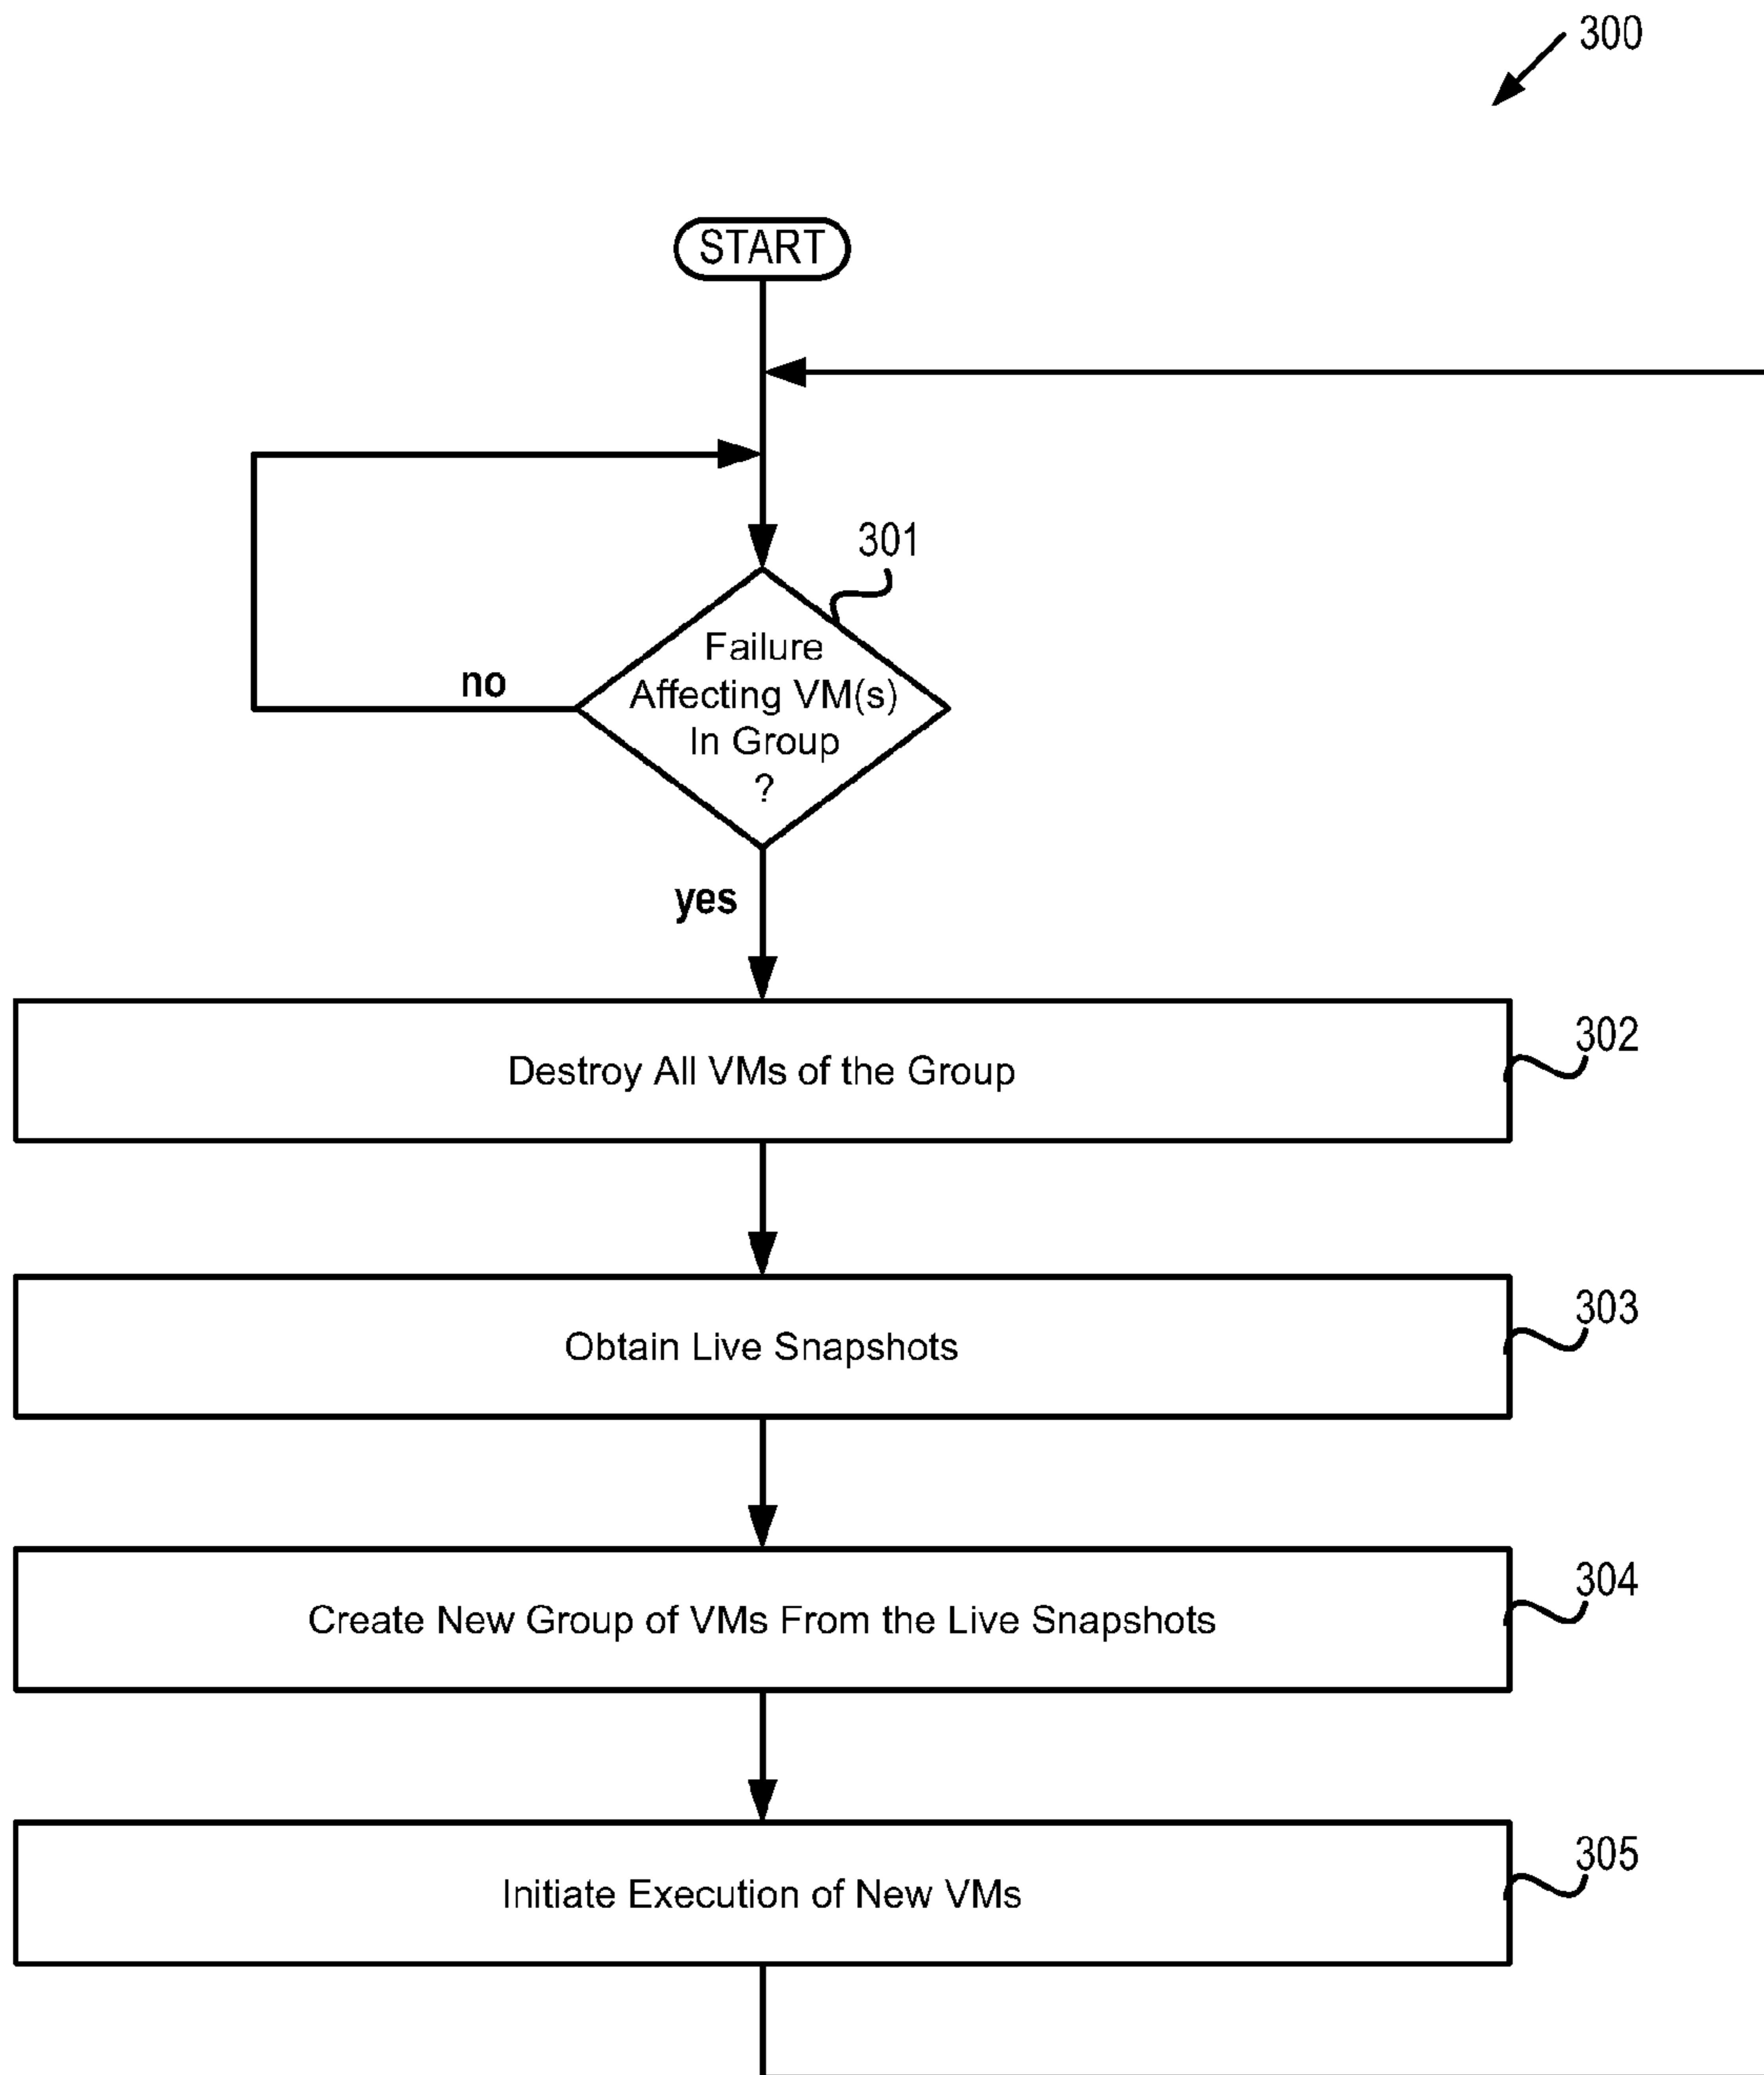 300
START
301
Failure
Affecting VM(s)
In Group
?
no
yes
302
Destroy All VMs of the Group
303
Obtain Live Snapshots
304
Create New Group of VMs From the Live Snapshots
305
Initiate Execution of New VMs